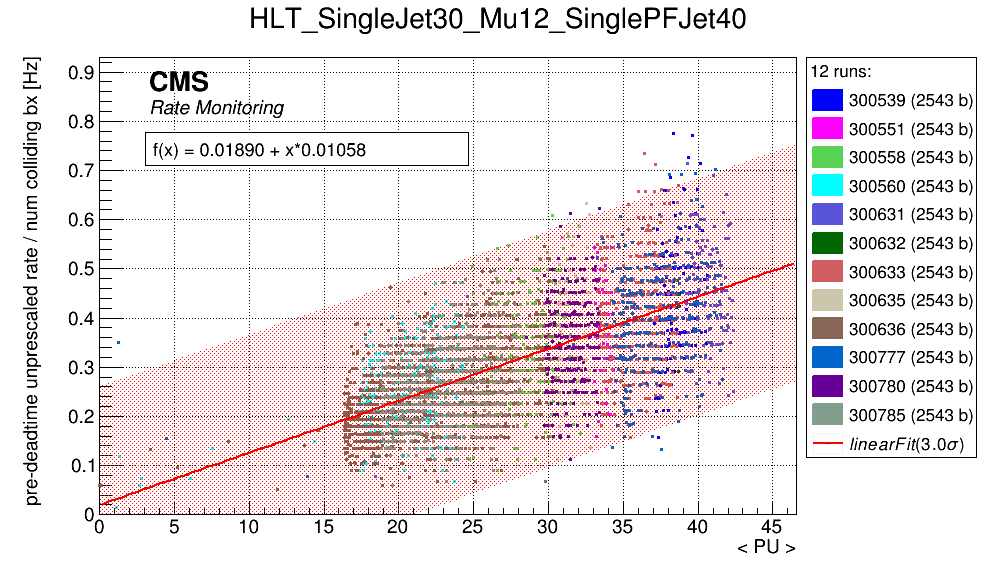 HLT_SingleJet30_Mu12_SinglePFJet40
pre-deadtime unprescaled rate / num colliding bx [Hz]
CMS
Rate Monitoring
f(x) = 0.01890 + x*0.01058
0.9
0.8
0.7
0.6
0.5
0.4
0.3
0.2
0.1
0
0 5 10 15 20 25 30 35 40 45
< PU >
12 runs:
300539 (2543 b)
300551 (2543 b)
300558 (2543 b)
300560 (2543 b)
300631 (2543 b)
300632 (2543 b)
300633 (2543 b)
300635 (2543 b)
300636 (2543 b)
300777 (2543 b)
300780 (2543 b)
300785 (2543 b)
linearFit(3.0σ)